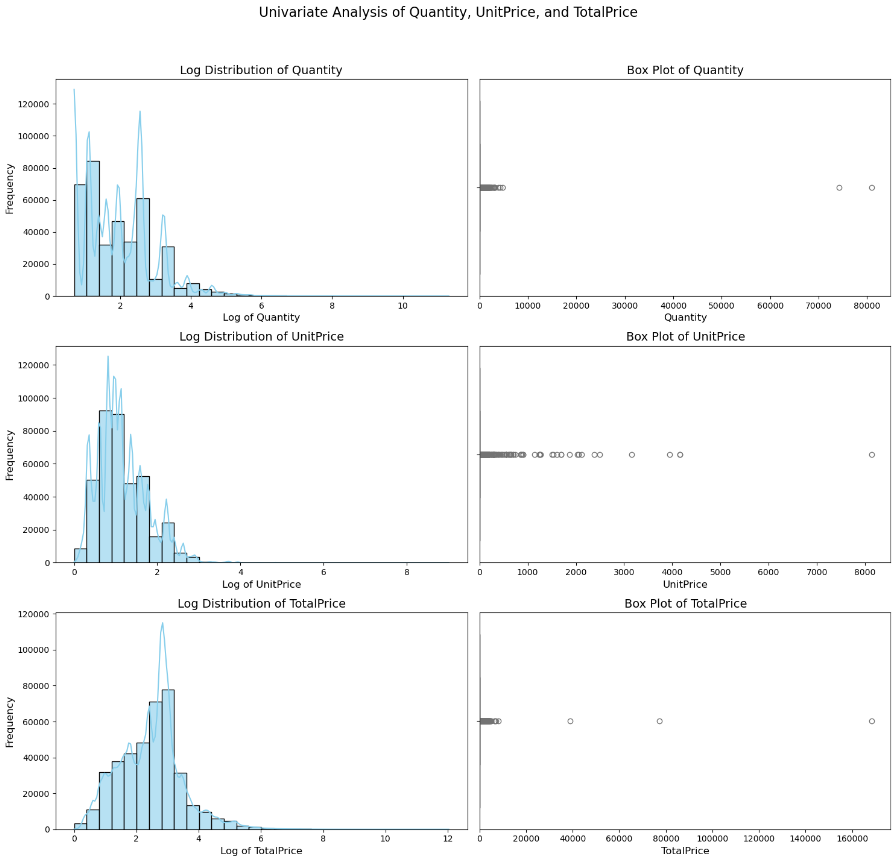 Univariate Analysis of Quantity, UnitPrice, and TotalPrice
Log Distribution of Quantity
Frequency
120000
100000
80000
60000
40000
20000
0
2 4 6 8 10
Log of Quantity
Box Plot of Quantity
0 10000 20000 30000 40000 50000 60000 70000 80000
Quantity
Log Distribution of UnitPrice
Frequency
120000
100000
80000
60000
40000
20000
0
0 2 4 6 8
Log of UnitPrice
Box Plot of UnitPrice
0 1000 2000 3000 4000 5000 6000 7000 8000
UnitPrice
Log Distribution of TotalPrice
Frequency
120000
100000
80000
60000
40000
20000
0
0 2 4 6 8 10 12
Log of TotalPrice
Box Plot of TotalPrice
0 20000 40000 60000 80000 100000 120000 140000 160000
TotalPrice